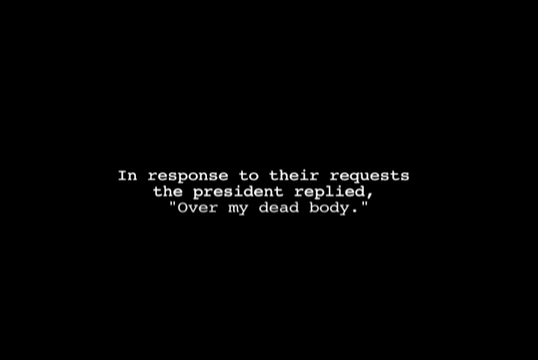 In response to their requests
the president replied,
"Over my dead body."